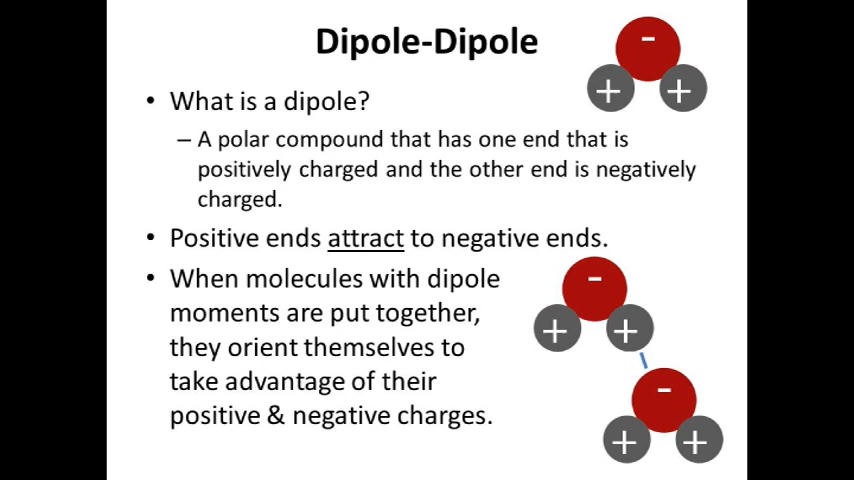 Dipole-Dipole
-
+ +
• What is a dipole?
– A polar compound that has one end that is
positively charged and the other end is negatively
charged.
• Positive ends attract to negative ends.
• When molecules with dipole
moments are put together,
they orient themselves to
take advantage of their
positive & negative charges.
-
+ +
-
+ +